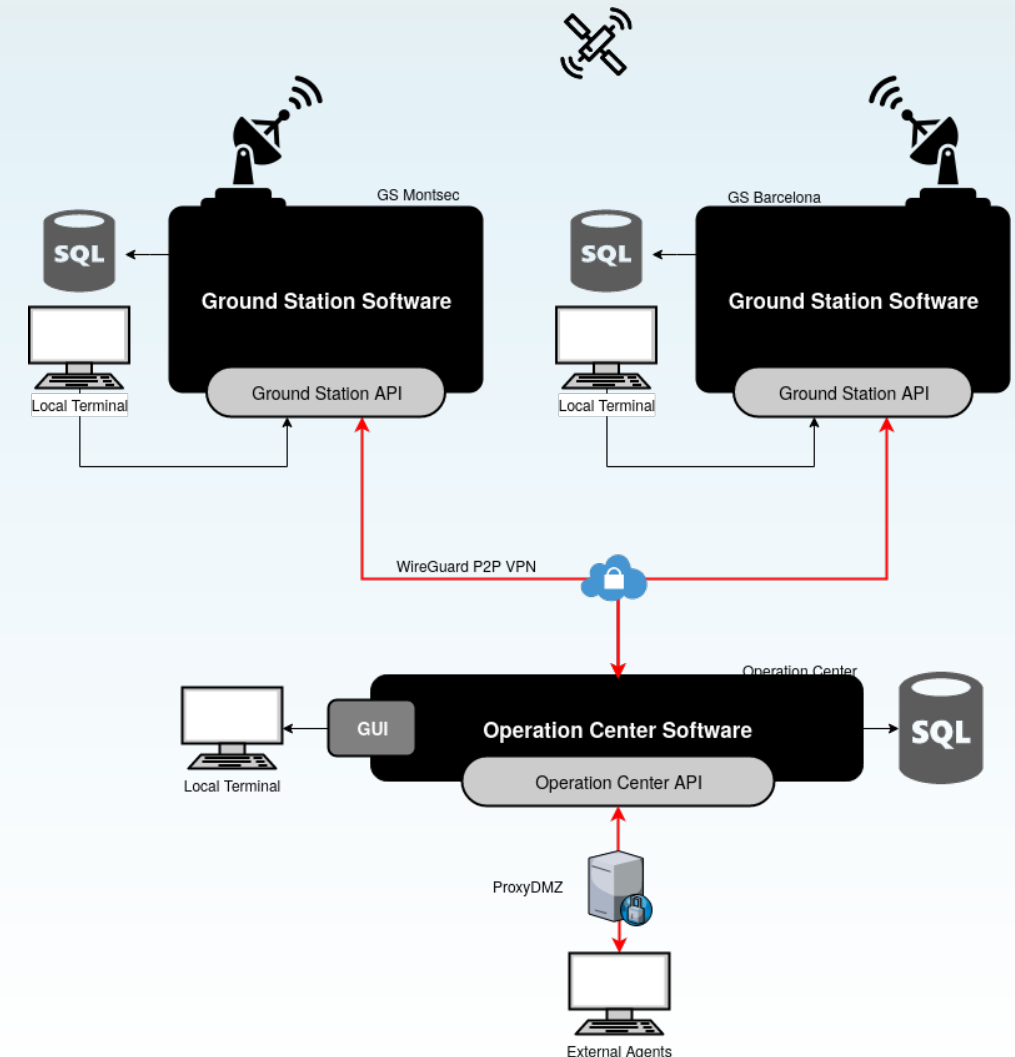 GS Montsec
GS Barcelona
SQL
SQL
Ground Station Software
Ground Station Software
Ground Station API
Ground Station API
Local Terminal
Local Terminal
WireGuard P2P VPN
Operation Center
GUI
Operation Center Software
SQL
Operation Center API
Local Terminal
ProxyDMZ
External Agents